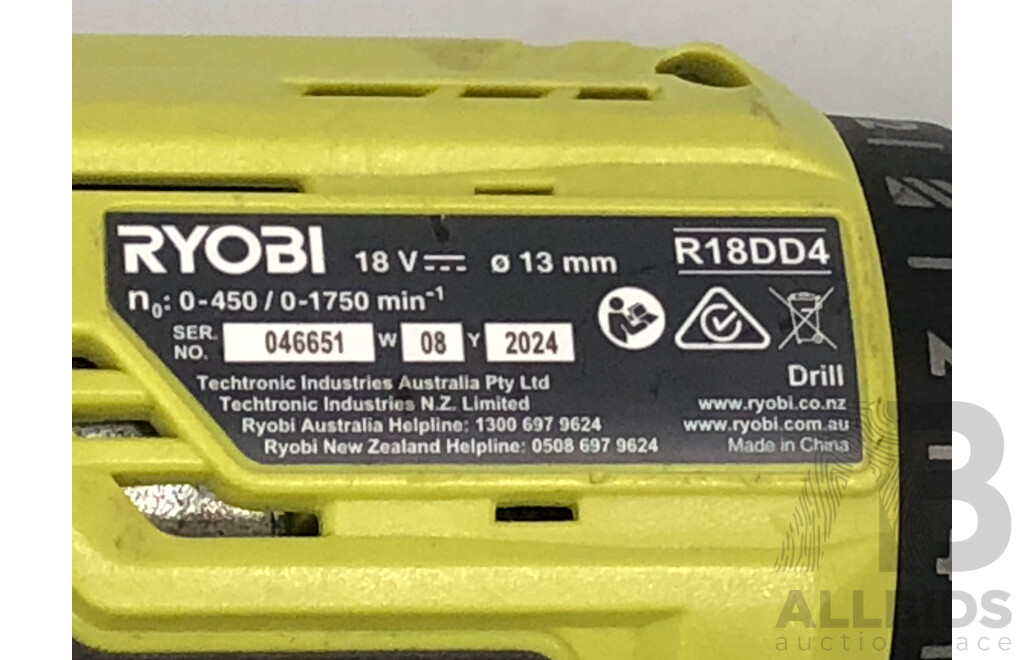 RYOBI 18 V ⎓ ø 13 mm R18DD4
n₀: 0-450 / 0-1750 min⁻¹
SER. NO. 046651 W 08 Y 2024
Drill
Techtronic Industries Australia Pty Ltd
Techtronic Industries N.Z. Limited
Ryobi Australia Helpline: 1300 697 9624
Ryobi New Zealand Helpline: 0508 697 9624
www.ryobi.co.nz
www.ryobi.com.au
Made in China
B
ALLBIDS